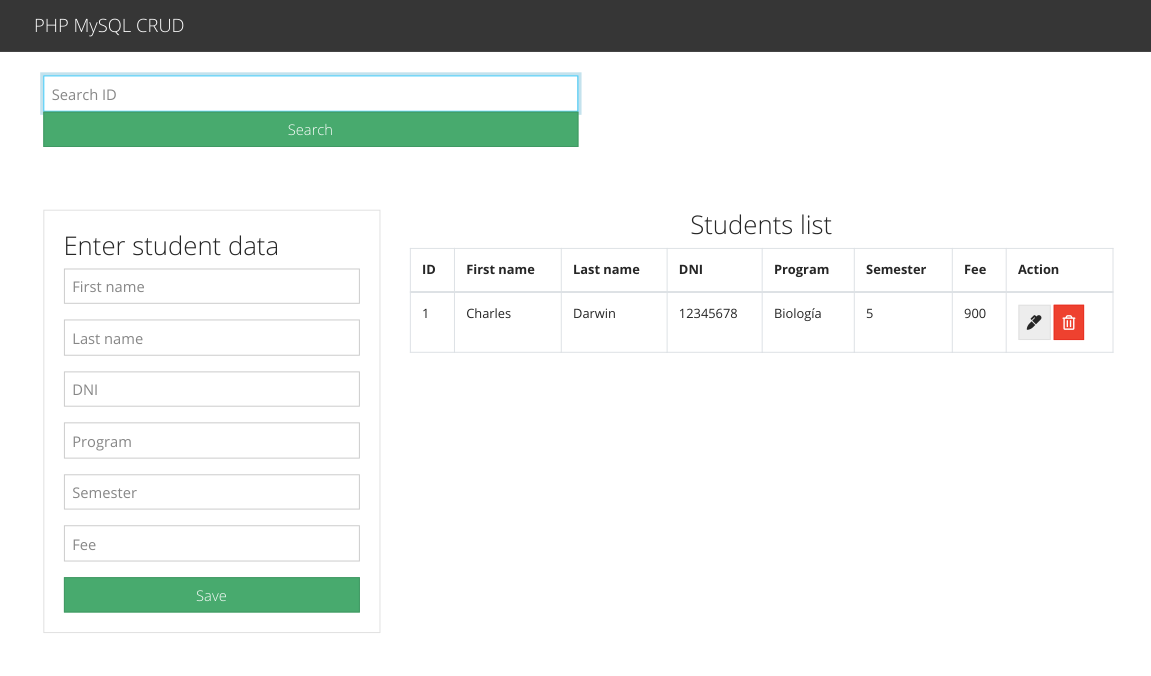 PHP MySQL CRUD
Search ID
Search
Enter student data
First name
Last name
DNI
Program
Semester
Fee
Save
Students list
ID First name Last name DNI Program Semester Fee Action
1 Charles Darwin 12345678 Biología 5 900